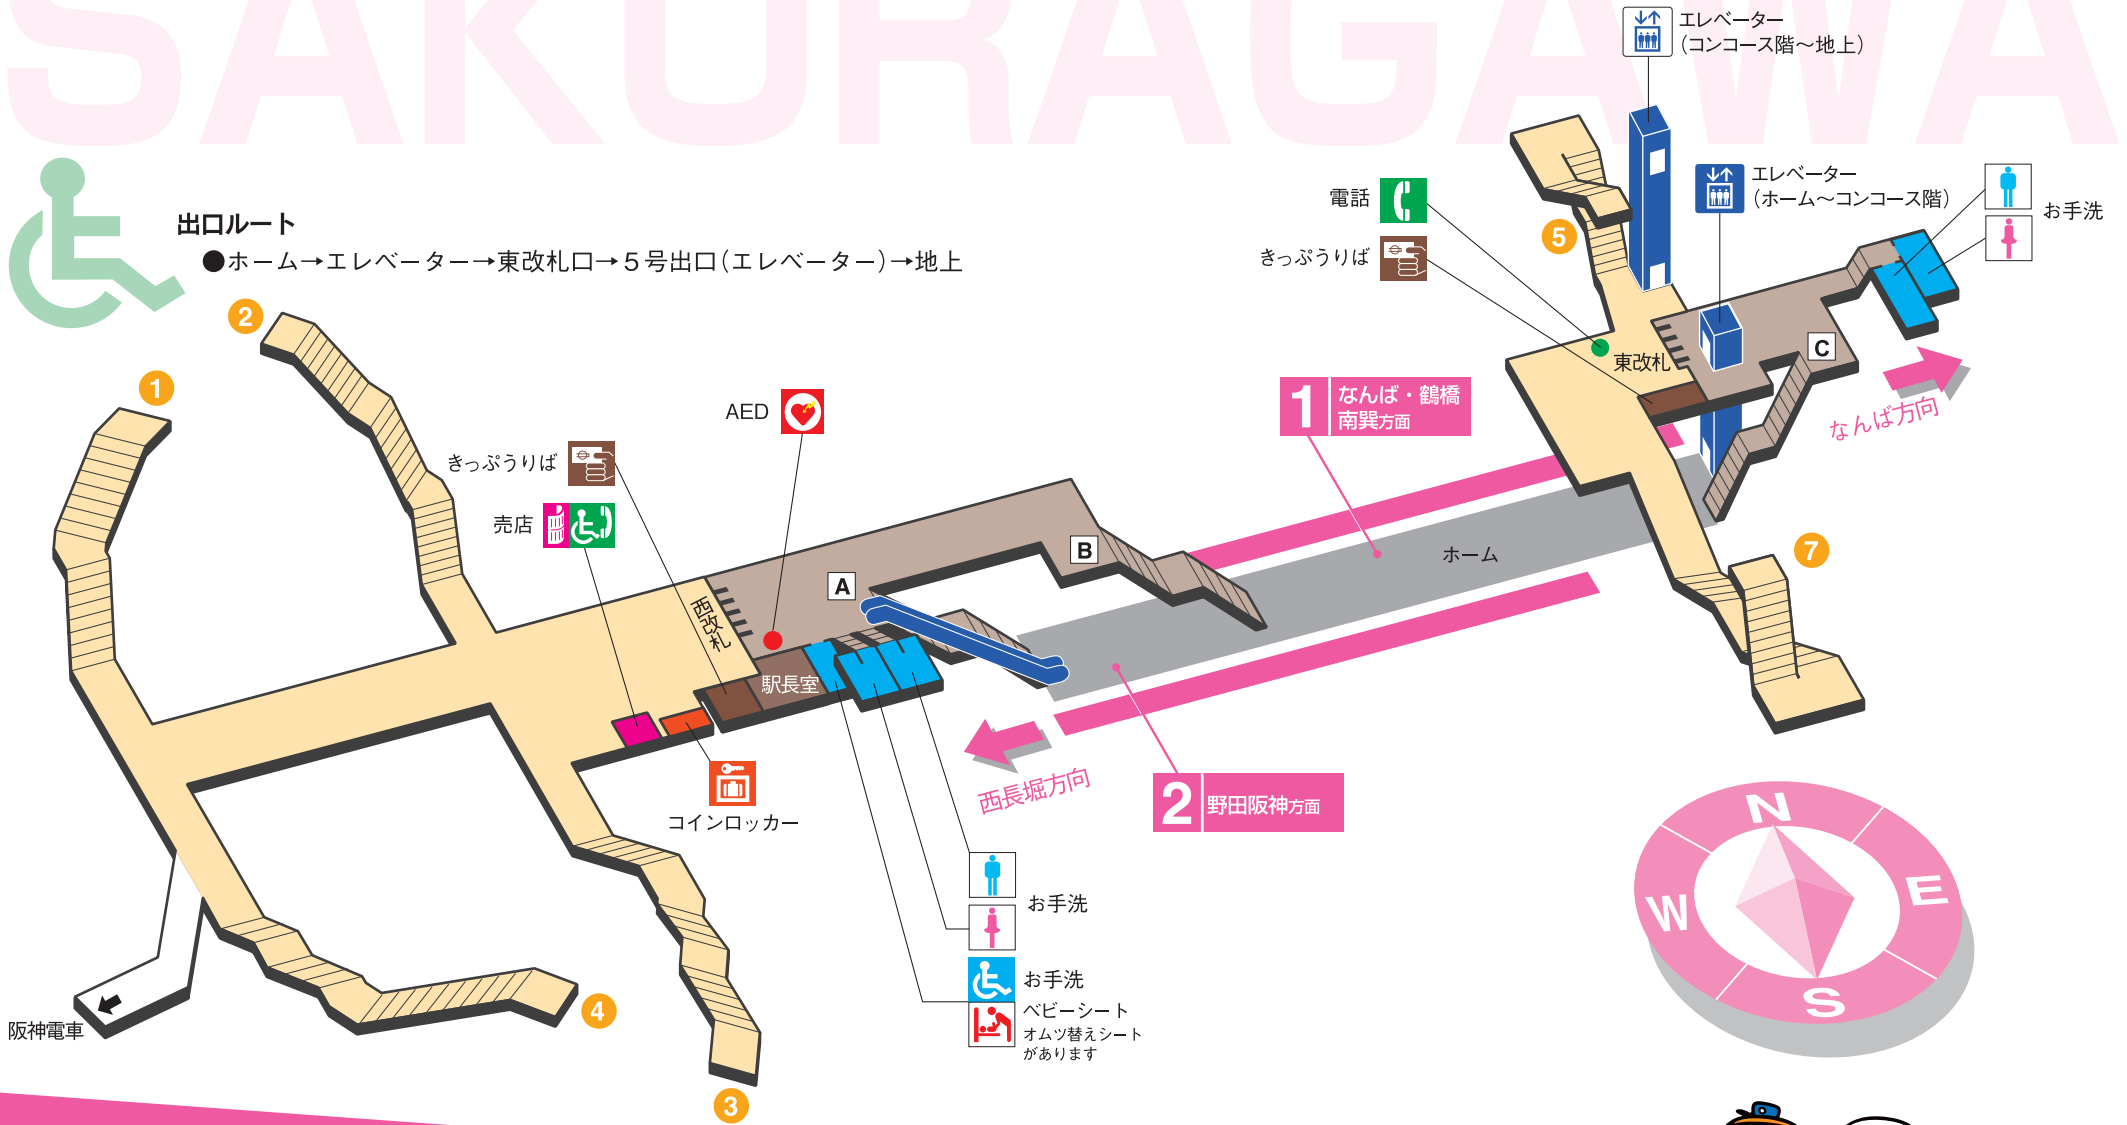 SAKURAGAWA
エレベーター
（コンコース階～地上）
エレベーター
（ホーム～コンコース階）
お手洗
電話
きっぷうりば
5
出口ルート
●ホーム→エレベーター→東改札口→5号出口（エレベーター）→地上
2
1
東改札
C
なんば方向
1 なんば・鶴橋
南巽方面
AED
きっぷうりば
売店
A
B
ホーム
7
西改札
駅長室
西長堀方向
2 野田阪神方面
コインロッカー
お手洗
お手洗
ベビーシート
オムツ替えシート
があります
4
阪神電車
3
N
E
W
S